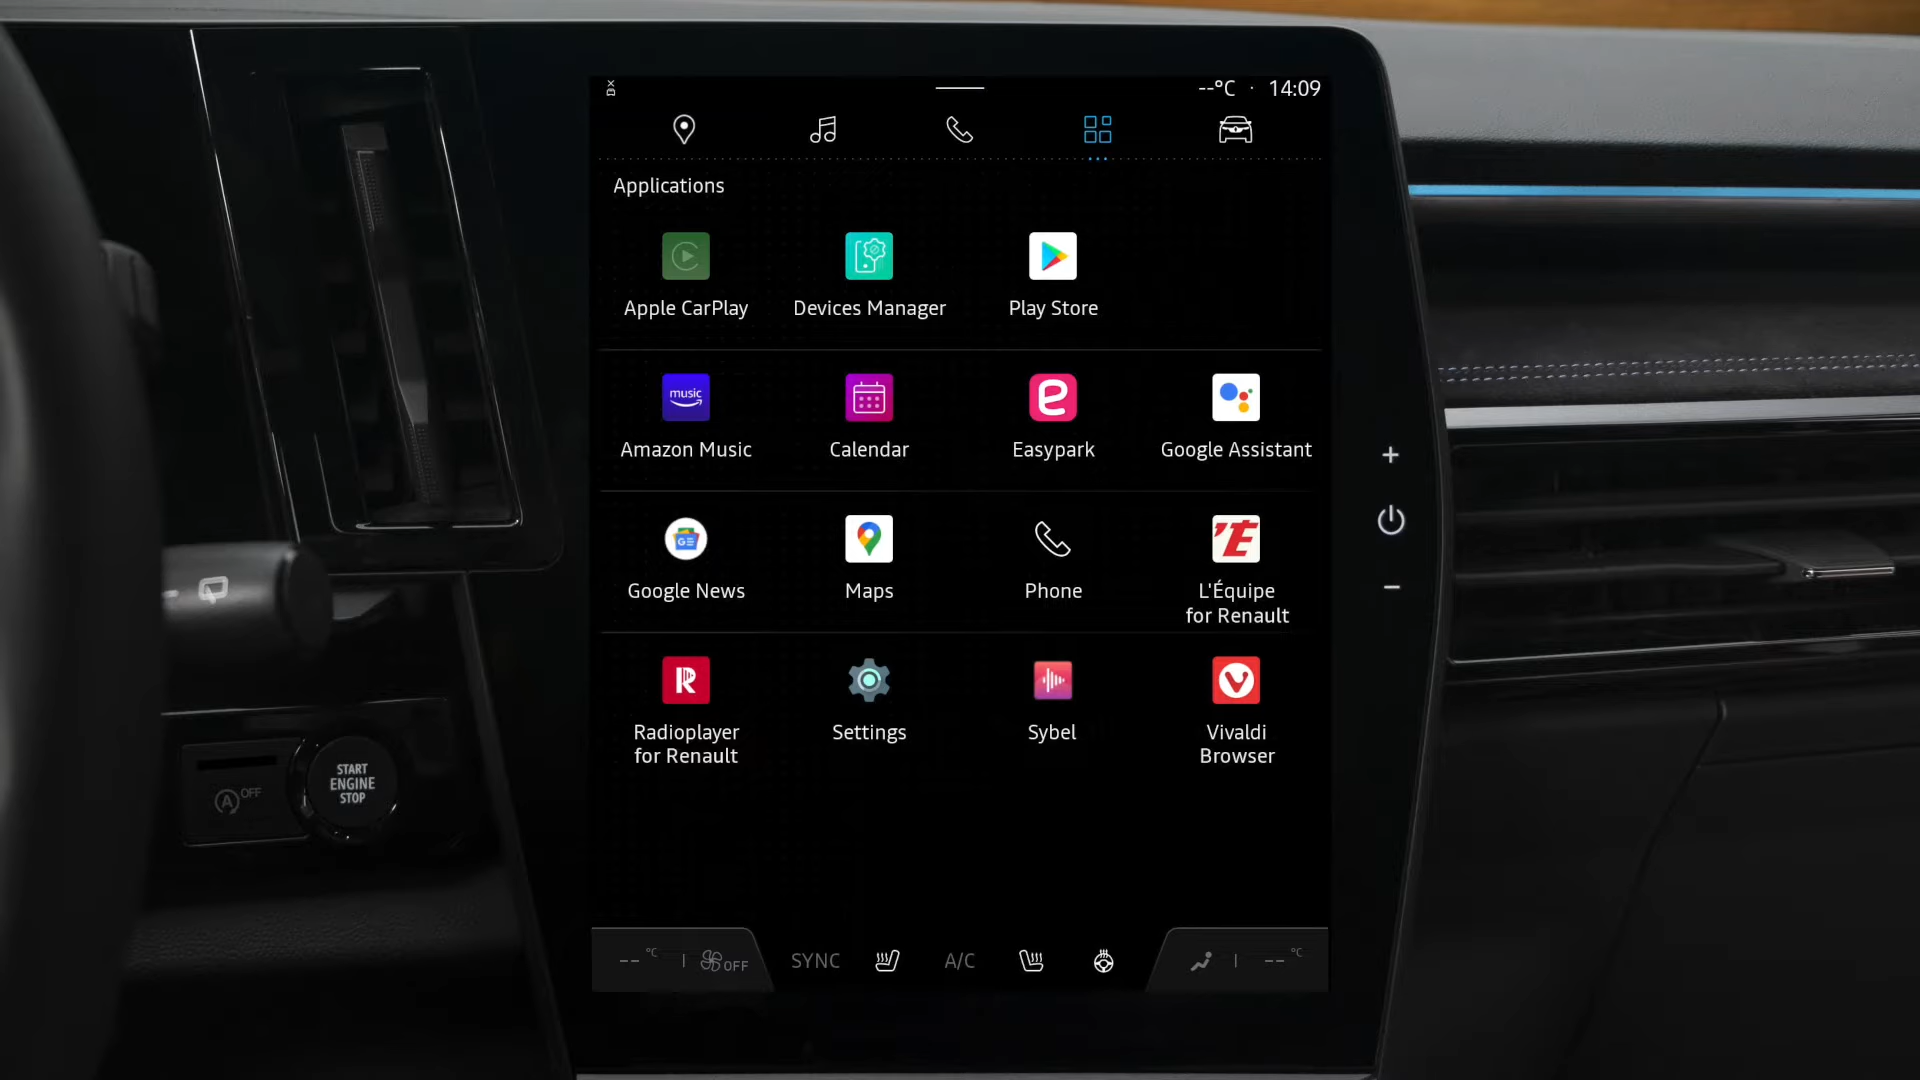 --°C · 14:09
Applications
Apple CarPlay
Devices Manager
Play Store
music
Amazon Music
Calendar
e
Easypark
Google Assistant
GE
Google News
Maps
Phone
'É
L'Équipe
for Renault
R
Radioplayer
for Renault
Settings
Sybel
Vivaldi
Browser
-- °C
OFF
SYNC
A/C
-- °C
+
−
A OFF
START
ENGINE
STOP